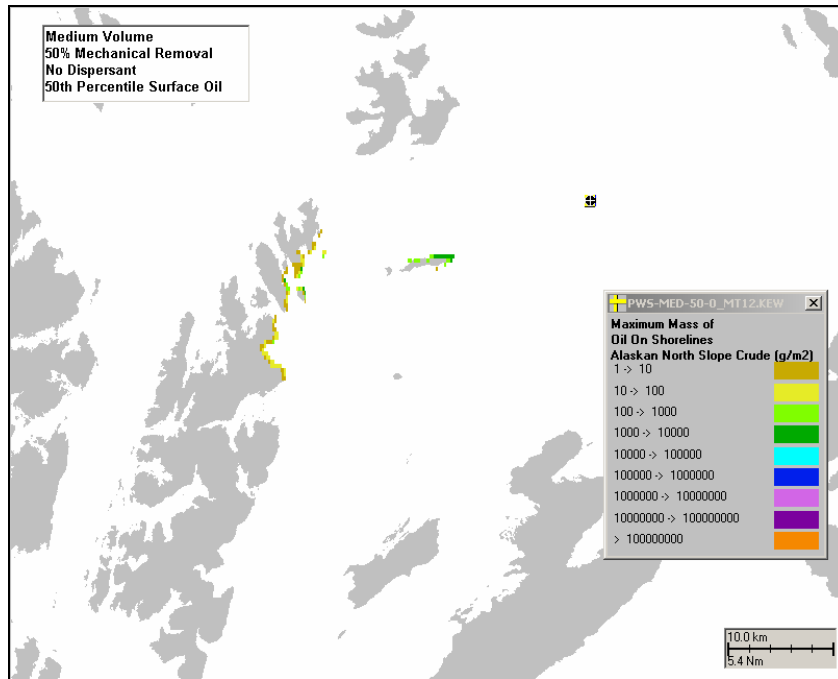 Medium Volume
50% Mechanical Removal
No Dispersant
50th Percentile Surface Oil
PWS-MED-50-0_MT12.KEW
Maximum Mass of
Oil On Shorelines
Alaskan North Slope Crude (g/m2)
1 -> 10
10 -> 100
100 -> 1000
1000 -> 10000
10000 -> 100000
100000 -> 1000000
1000000 -> 10000000
10000000 -> 100000000
> 100000000
10.0 km
5.4 Nm